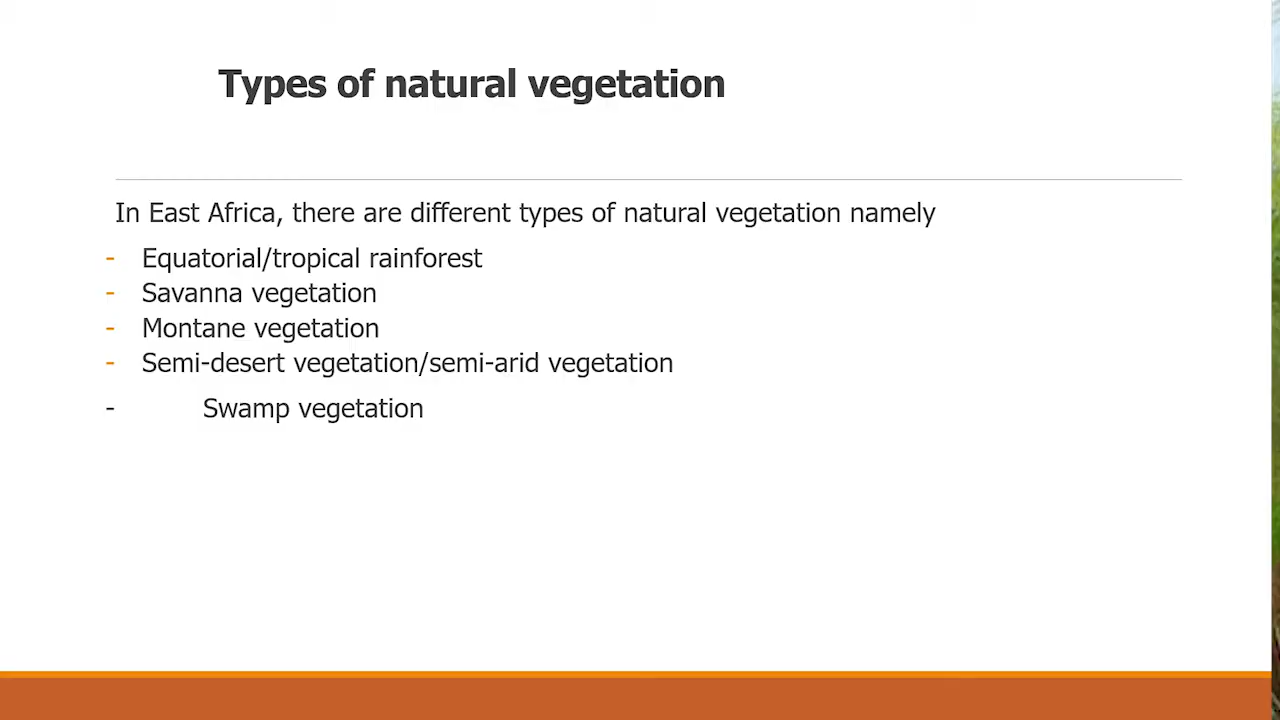 Types of natural vegetation
In East Africa, there are different types of natural vegetation namely
- Equatorial/tropical rainforest
- Savanna vegetation
- Montane vegetation
- Semi-desert vegetation/semi-arid vegetation
- Swamp vegetation